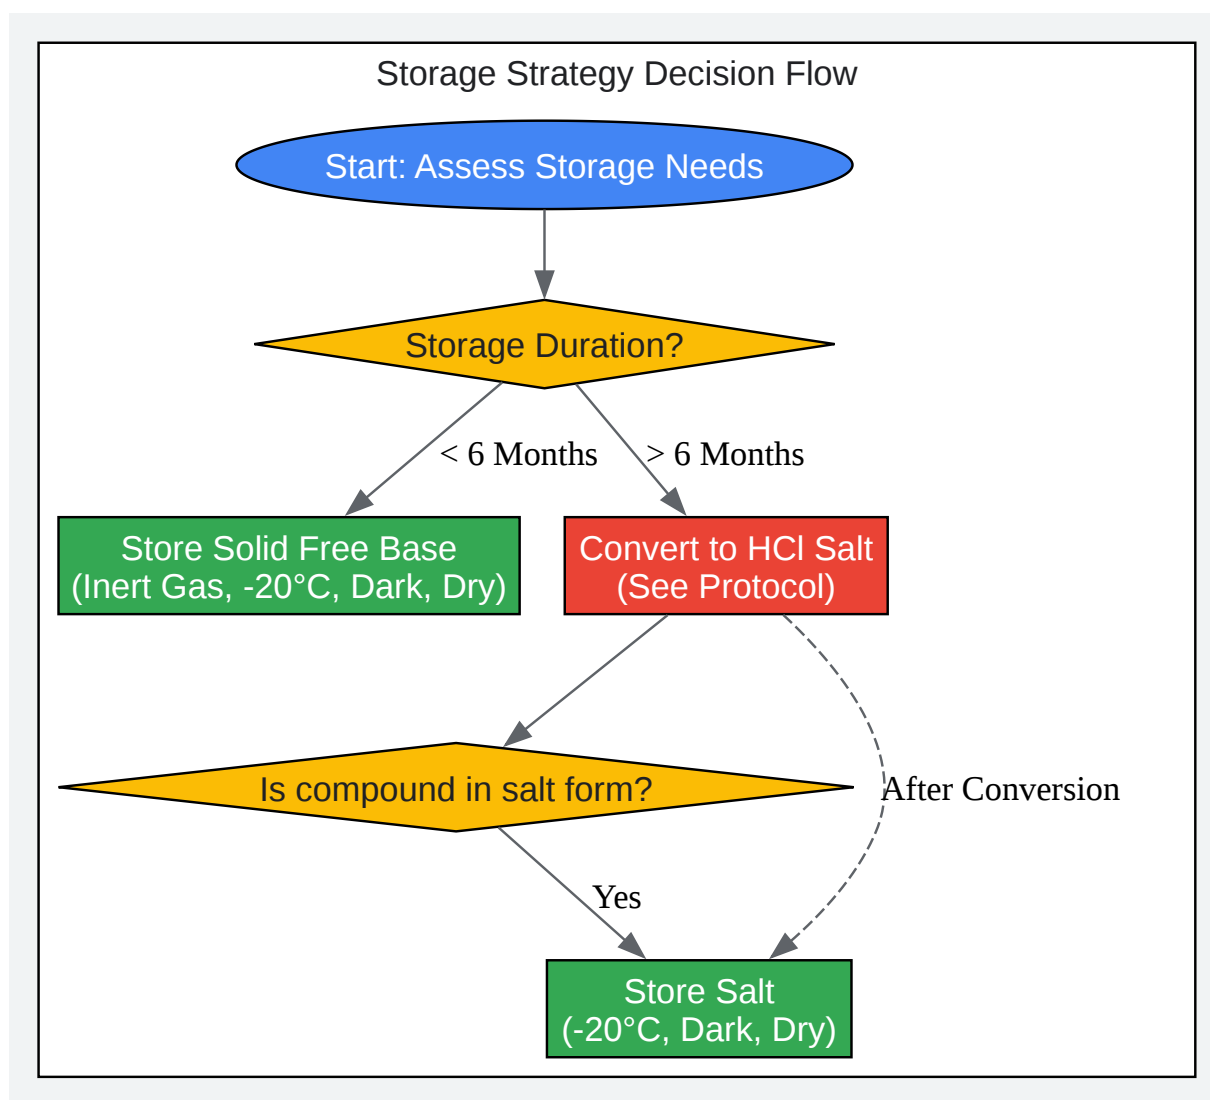 Storage Strategy Decision Flow
Start: Assess Storage Needs
Storage Duration?
< 6 Months
> 6 Months
Store Solid Free Base
(Inert Gas, -20°C, Dark, Dry)
Convert to HCl Salt
(See Protocol)
Is compound in salt form?
After Conversion
Yes
Store Salt
(-20°C, Dark, Dry)